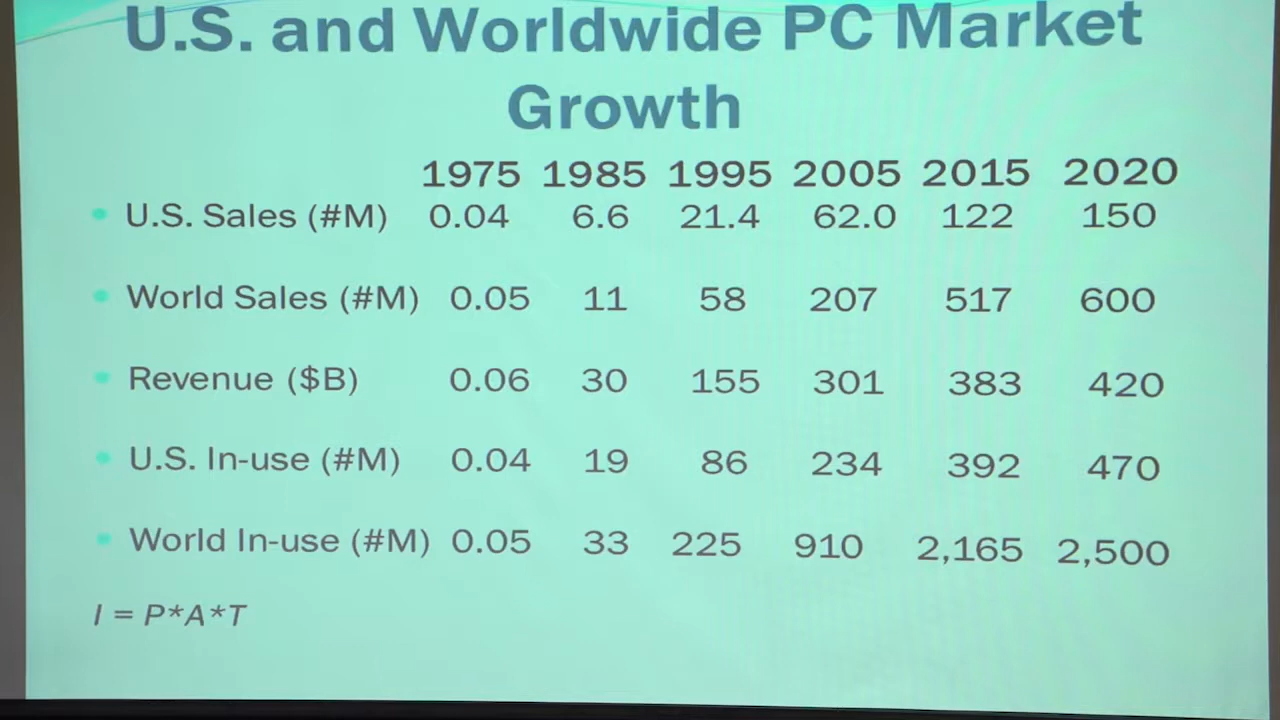 U.S. and Worldwide PC Market
Growth
1975 1985 1995 2005 2015 2020
U.S. Sales (#M) 0.04 6.6 21.4 62.0 122 150
World Sales (#M) 0.05 11 58 207 517 600
Revenue ($B) 0.06 30 155 301 383 420
U.S. In-use (#M) 0.04 19 86 234 392 470
World In-use (#M) 0.05 33 225 910 2,165 2,500
I = P*A*T